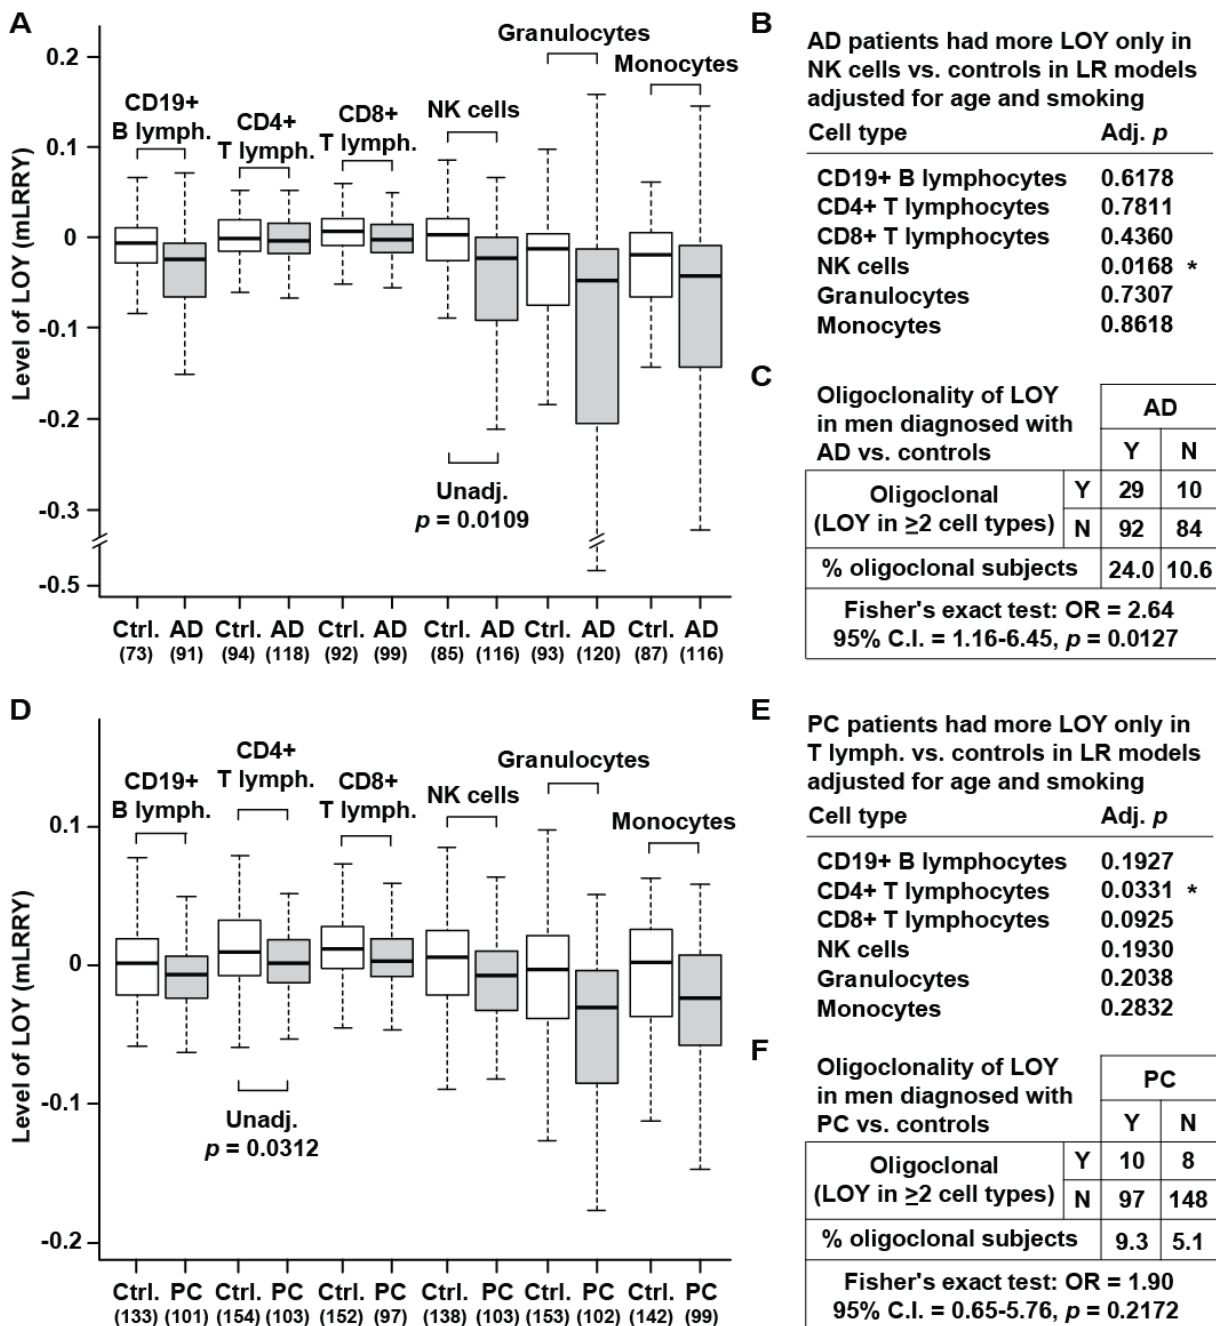 A
Level of LOY (mLRRY)
0.2
0.1
0
-0.1
-0.2
-0.3
-0.5
CD19+
B lymph.
CD4+
T lymph.
CD8+
T lymph.
NK cells
Granulocytes
Monocytes
Unadj.
p = 0.0109
Ctrl. AD Ctrl. AD Ctrl. AD Ctrl. AD Ctrl. AD Ctrl. AD
(73) (91) (94) (118) (92) (99) (85) (116) (93) (120) (87) (116)
B
AD patients had more LOY only in
NK cells vs. controls in LR models
adjusted for age and smoking
Cell type Adj. p
CD19+ B lymphocytes 0.6178
CD4+ T lymphocytes 0.7811
CD8+ T lymphocytes 0.4360
NK cells 0.0168 *
Granulocytes 0.7307
Monocytes 0.8618
C
Oligoclonality of LOY
in men diagnosed with
AD vs. controls
AD
Y N
Oligoclonal
(LOY in ≥2 cell types)
Y 29 10
N 92 84
% oligoclonal subjects 24.0 10.6
Fisher's exact test: OR = 2.64
95% C.I. = 1.16-6.45, p = 0.0127
D
Level of LOY (mLRRY)
0.1
0
-0.1
-0.2
CD19+
B lymph.
CD4+
T lymph.
CD8+
T lymph.
NK cells
Granulocytes
Monocytes
Unadj.
p = 0.0312
Ctrl. PC Ctrl. PC Ctrl. PC Ctrl. PC Ctrl. PC Ctrl. PC
(133) (101) (154) (103) (152) (97) (138) (103) (153) (102) (142) (99)
E
PC patients had more LOY only in
T lymph. vs. controls in LR models
adjusted for age and smoking
Cell type Adj. p
CD19+ B lymphocytes 0.1927
CD4+ T lymphocytes 0.0331 *
CD8+ T lymphocytes 0.0925
NK cells 0.1930
Granulocytes 0.2038
Monocytes 0.2832
F
Oligoclonality of LOY
in men diagnosed with
PC vs. controls
PC
Y N
Oligoclonal
(LOY in ≥2 cell types)
Y 10 8
N 97 148
% oligoclonal subjects 9.3 5.1
Fisher's exact test: OR = 1.90
95% C.I. = 0.65-5.76, p = 0.2172